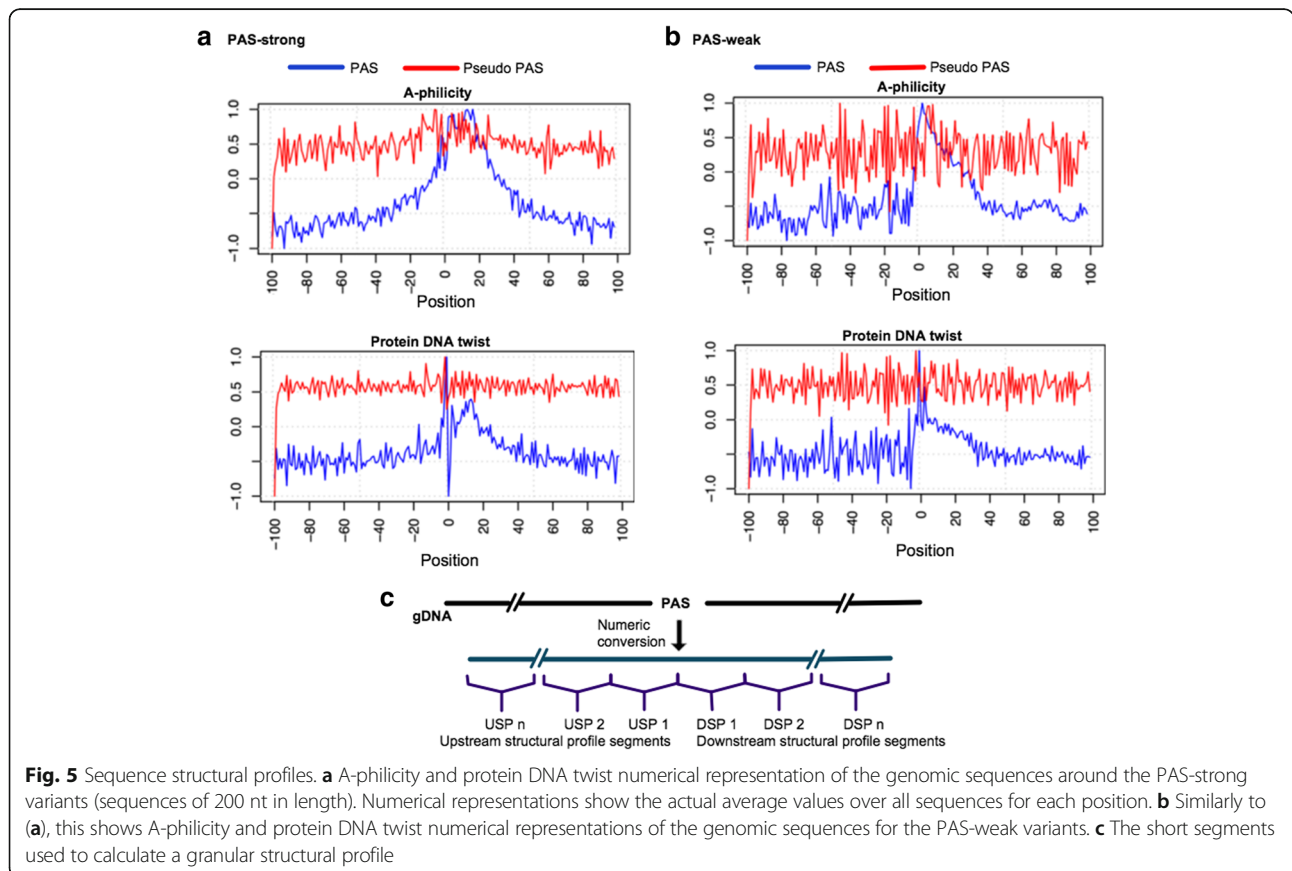 a PAS-strong
PAS Pseudo PAS
A-philicity
1.0
0.5
0.0
-1.0
-100
-80
-60
-40
-20
0
20
40
60
80
100
Position
Protein DNA twist
1.0
0.5
0.0
-1.0
-100
-80
-60
-40
-20
0
20
40
60
80
100
Position
b PAS-weak
PAS Pseudo PAS
A-philicity
1.0
0.5
0.0
-1.0
-100
-80
-60
-40
-20
0
20
40
60
80
100
Position
Protein DNA twist
1.0
0.5
0.0
-1.0
-100
-80
-60
-40
-20
0
20
40
60
80
100
Position
c
gDNA
PAS
Numeric
conversion
USP n USP 2 USP 1 DSP 1 DSP 2 DSP n
Upstream structural profile segments Downstream structural profile segments
Fig. 5 Sequence structural profiles. a A-philicity and protein DNA twist numerical representation of the genomic sequences around the PAS-strong
variants (sequences of 200 nt in length). Numerical representations show the actual average values over all sequences for each position. b Similarly to
(a), this shows A-philicity and protein DNA twist numerical representations of the genomic sequences for the PAS-weak variants. c The short segments
used to calculate a granular structural profile